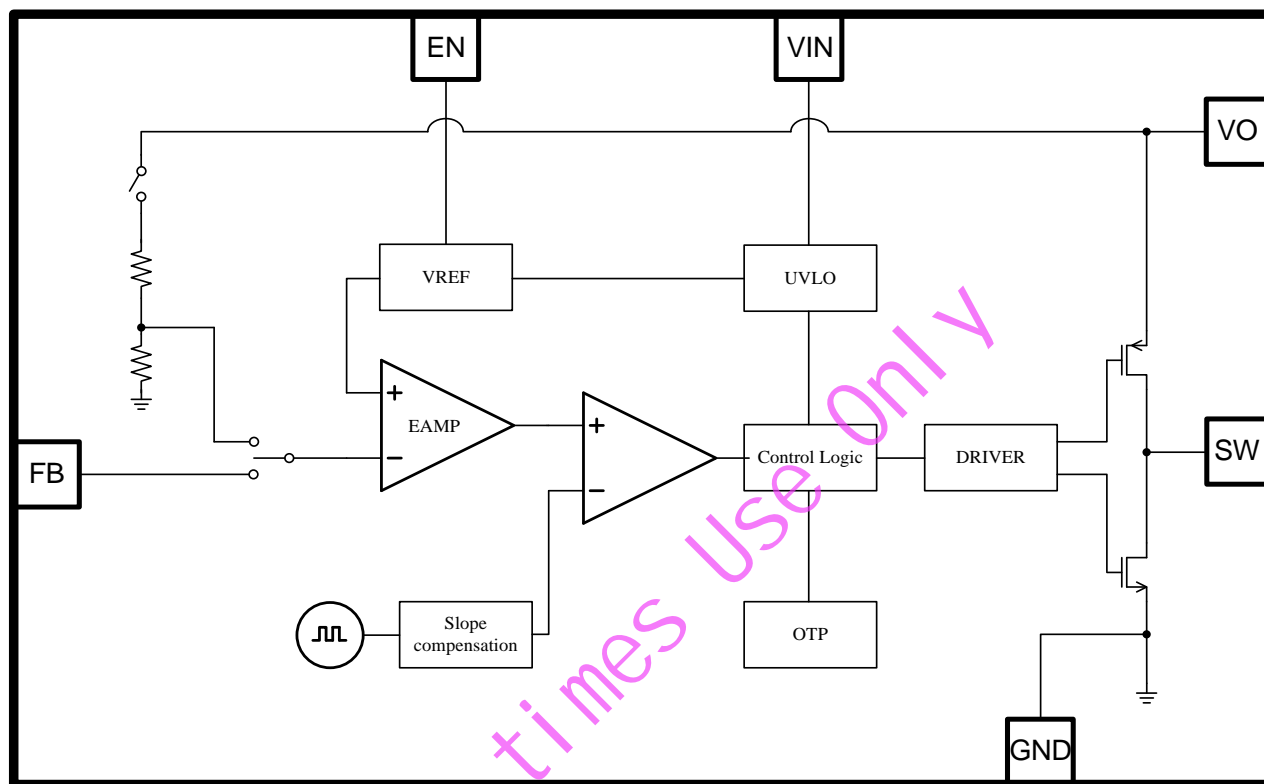 EN
VIN
VO
VREF
UVLO
+
EAMP
−
+
−
FB
Control Logic
DRIVER
SW
Slope
compensation
OTP
GND
times Use Only